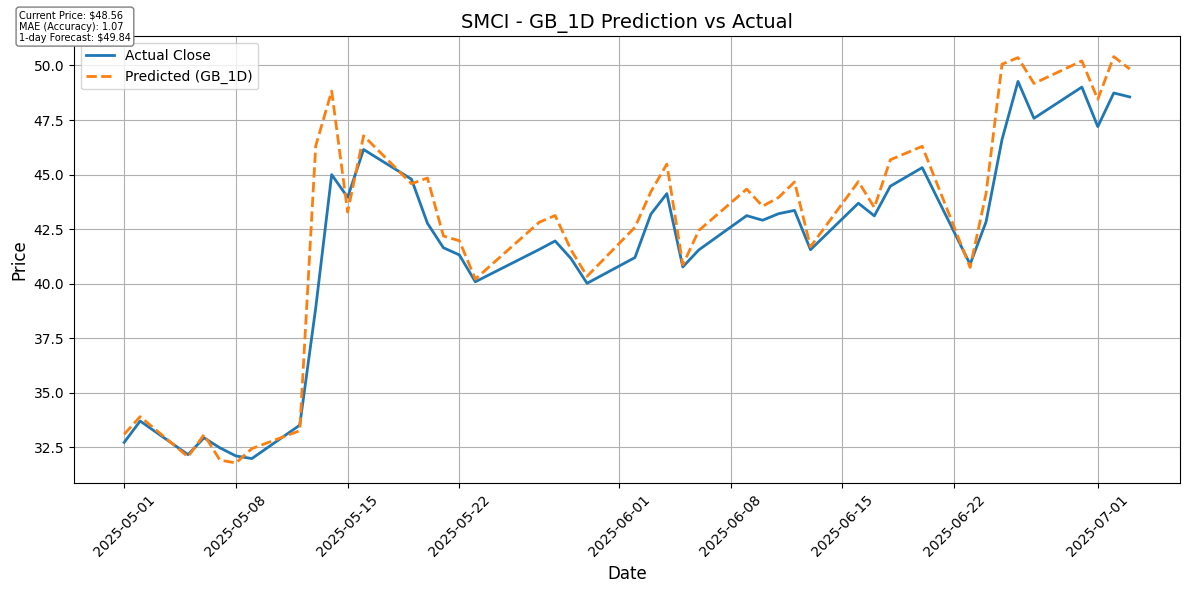 Current Price: $48.56
MAE (Accuracy): 1.07
1-day Forecast: $49.84
SMCI - GB_1D Prediction vs Actual
Actual Close
Predicted (GB_1D)
Price
50.0
47.5
45.0
42.5
40.0
37.5
35.0
32.5
2025-05-01
2025-05-08
2025-05-15
2025-05-22
2025-06-01
2025-06-08
2025-06-15
2025-06-22
2025-07-01
Date